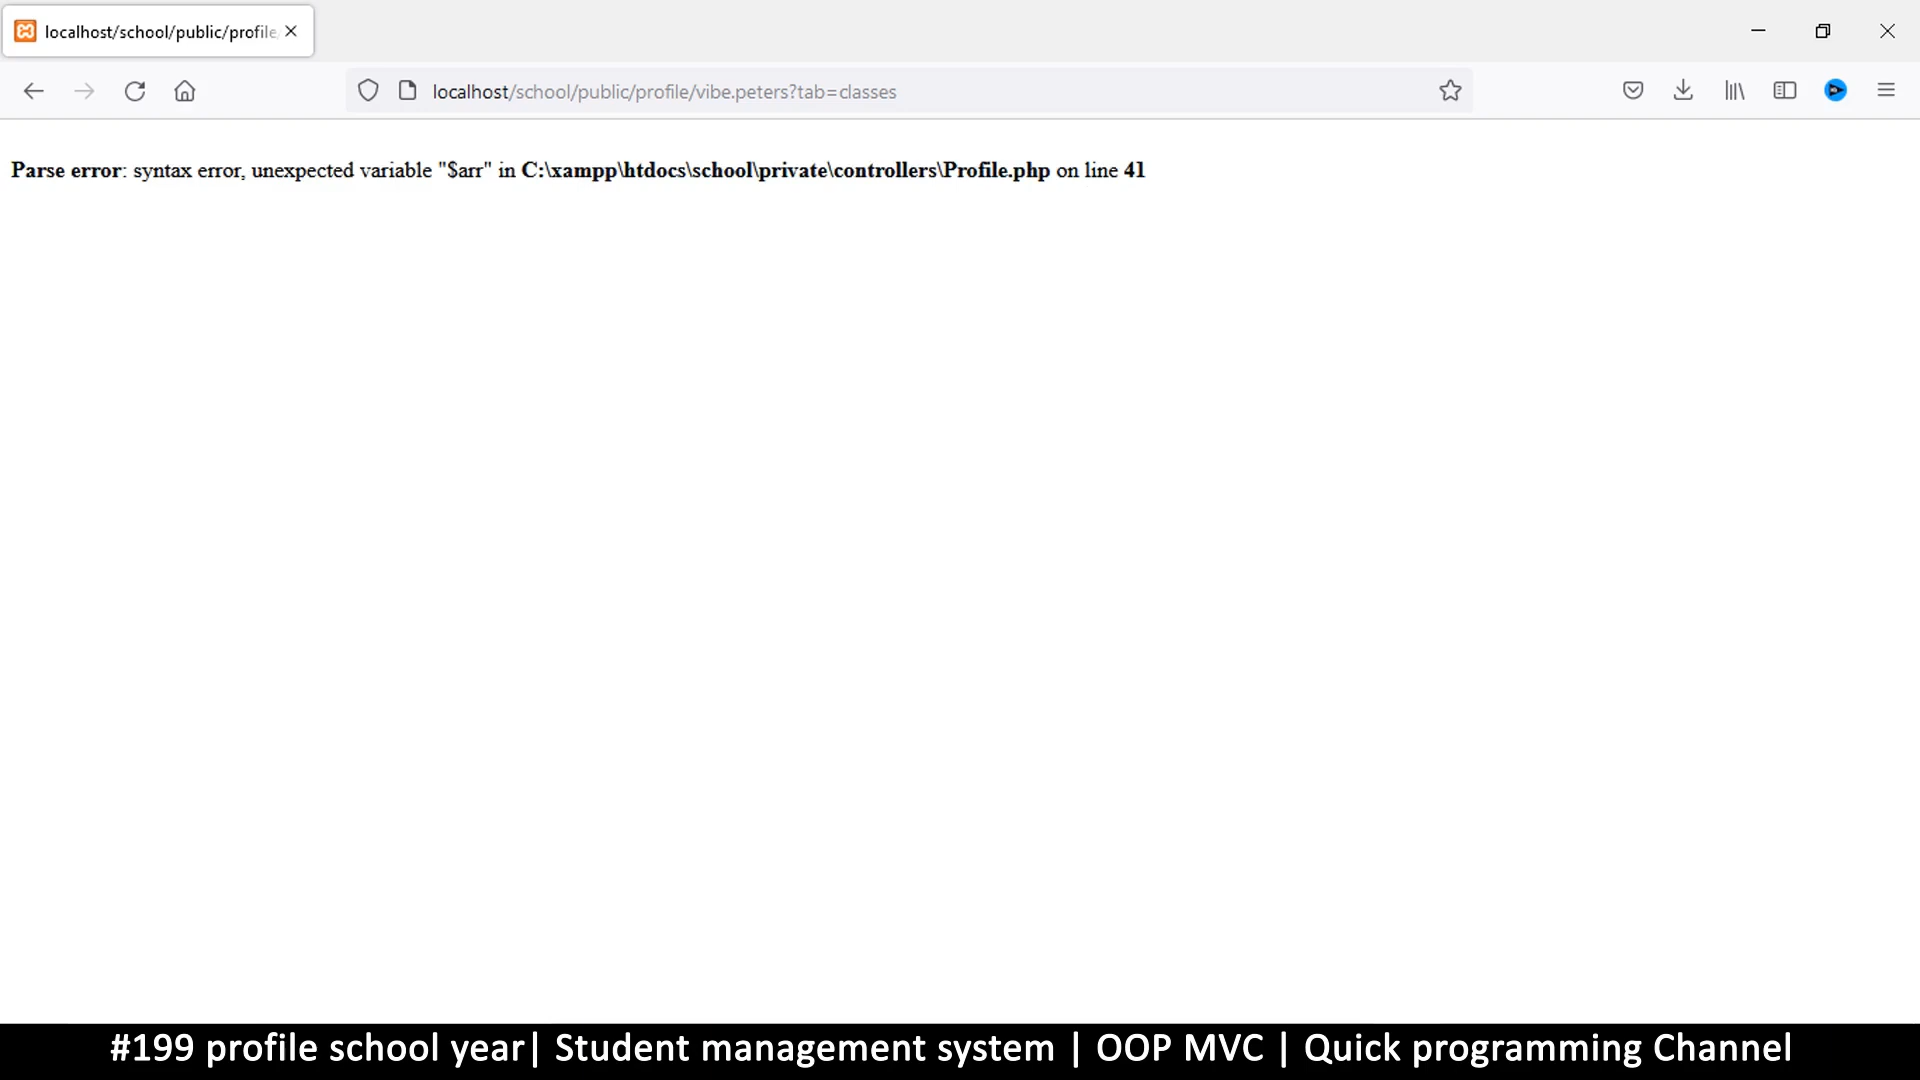 localhost/school/public/profile
localhost/school/public/profile/vibe.peters?tab=classes
Parse error: syntax error, unexpected variable "$arr" in C:\xampp\htdocs\school\private\controllers\Profile.php on line 41
#199 profile school year| Student management system | OOP MVC | Quick programming Channel